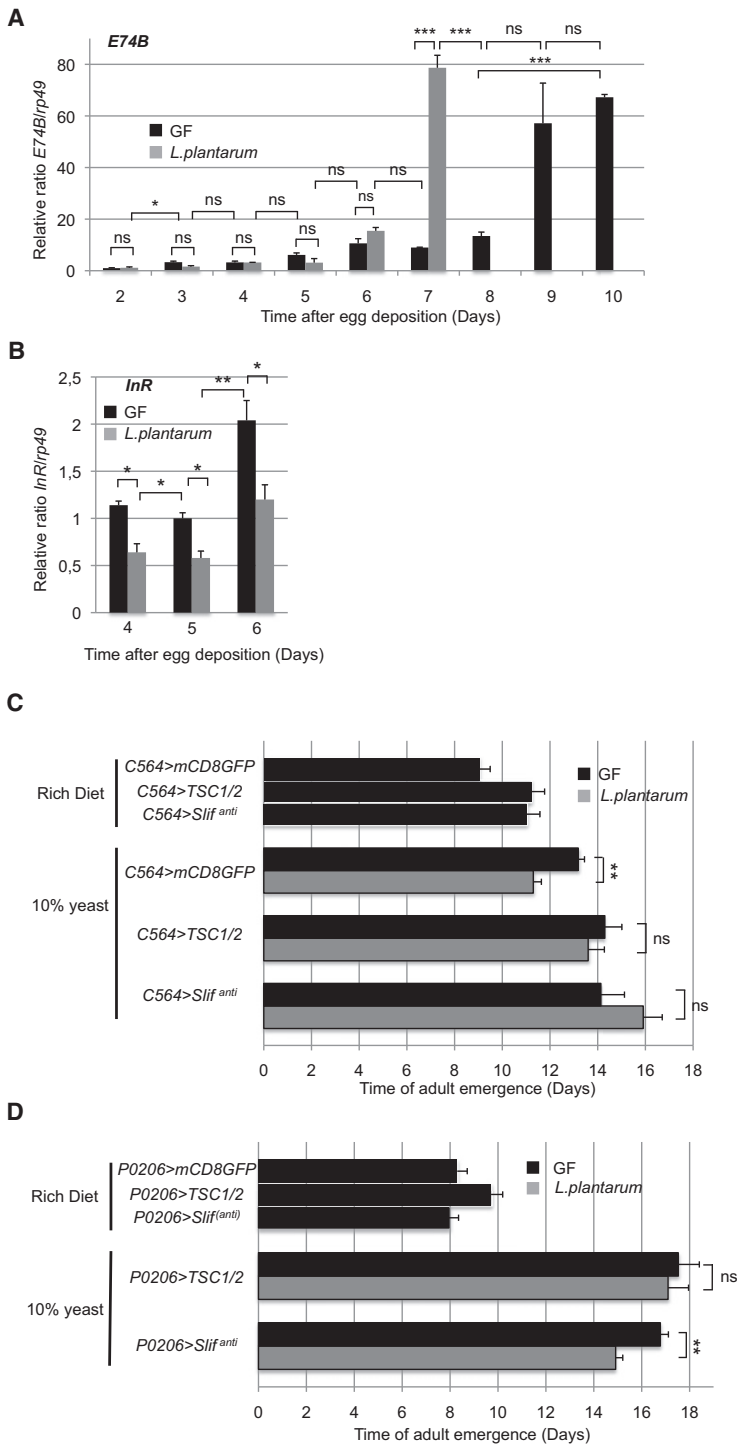 A
E74B
*** *** ns ns
***
80
60
40
20
0
Relative ratio E74B/rp49
GF
L.plantarum
ns * ns ns ns ns ns ns ns ns
2 3 4 5 6 7 8 9 10
Time after egg deposition (Days)
B
InR
2,5
2
1,5
1
0,5
0
Relative ratio InR/rp49
GF
L.plantarum
* * * ** *
4 5 6
Time after egg deposition (Days)
C
Rich Diet
C564>mCD8GFP
C564>TSC1/2
C564>Slif anti
GF
L.plantarum
10% yeast
C564>mCD8GFP
**
C564>TSC1/2
ns
C564>Slif anti
ns
0 2 4 6 8 10 12 14 16 18
Time of adult emergence (Days)
D
Rich Diet
P0206>mCD8GFP
P0206>TSC1/2
P0206>Slif(anti)
GF
L.plantarum
10% yeast
P0206>TSC1/2
ns
P0206>Slif anti
**
0 2 4 6 8 10 12 14 16 18
Time of adult emergence (Days)